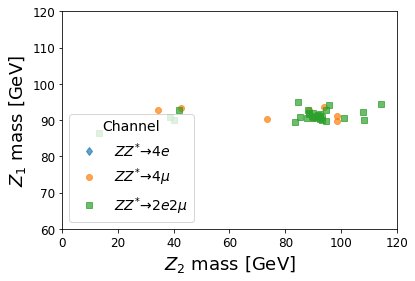 120
110
100
90
80
70
60
Z₁ mass [GeV]
Channel
ZZ*→4e
ZZ*→4μ
ZZ*→2e2μ
0 20 40 60 80 100 120
Z₂ mass [GeV]